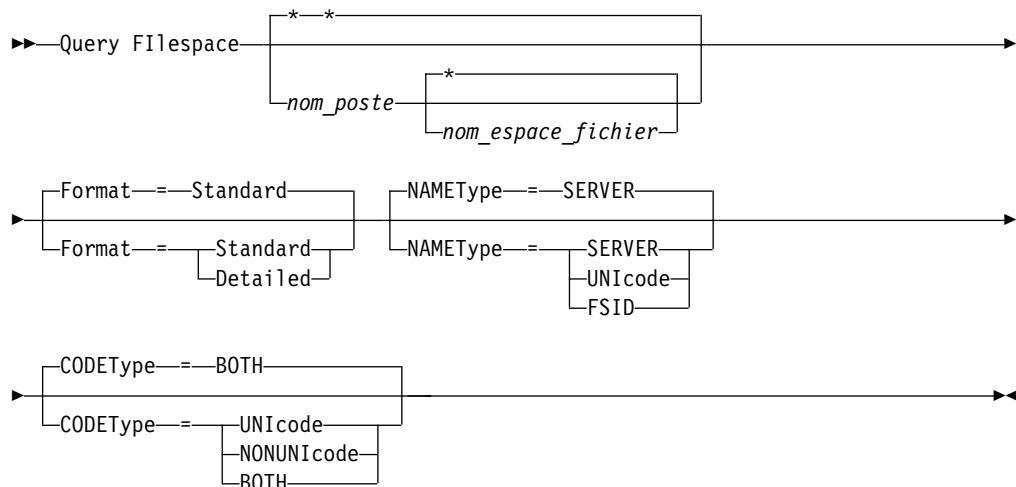 * *
Query FIlespace
*
nom_poste
nom_espace_fichier
Format = Standard NAMEType = SERVER
Format = Standard NAMEType = SERVER
Detailed UNIcode
FSID
CODEType = BOTH
CODEType = UNIcode
NONUNIcode
BOTH